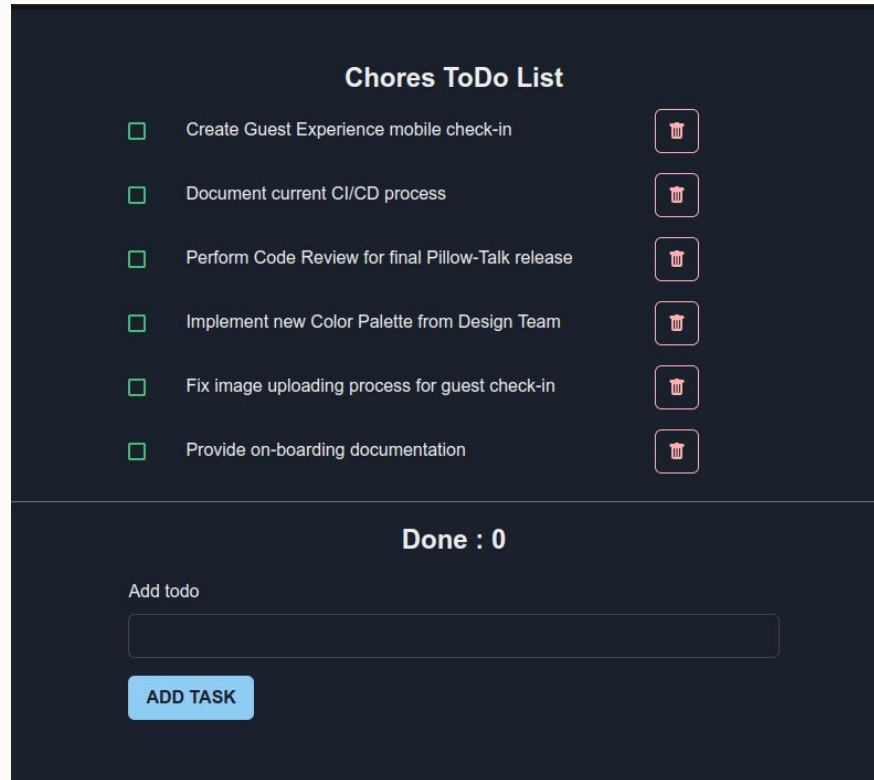 Chores ToDo List
Create Guest Experience mobile check-in
Document current CI/CD process
Perform Code Review for final Pillow-Talk release
Implement new Color Palette from Design Team
Fix image uploading process for guest check-in
Provide on-boarding documentation
Done : 0
Add todo
ADD TASK